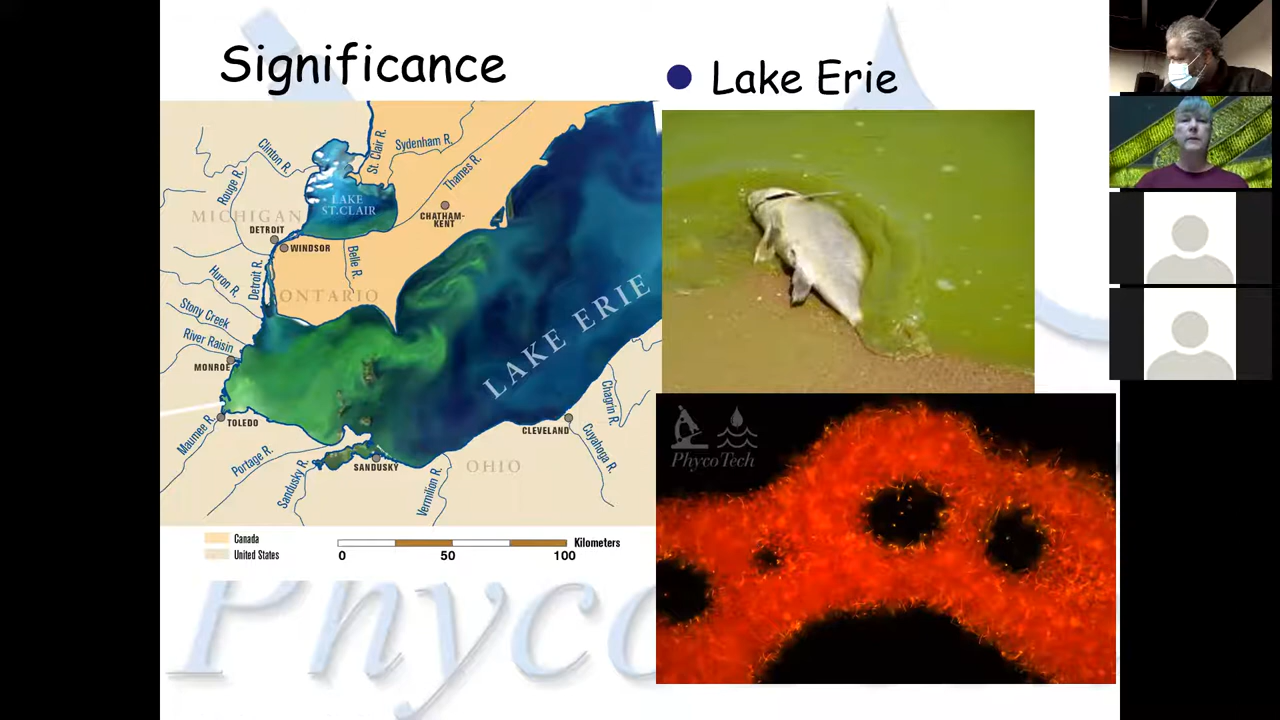 Significance
Lake Erie
Clinton R.
St. Clair R.
Sydenham R.
Thames R.
Rouge R.
LAKE
ST.CLAIR
MICHIGAN
DETROIT
WINDSOR
CHATHAM-
KENT
Belle R.
Detroit R.
Huron R.
ONTARIO
Stony Creek
River Raisin
MONROE
LAKE ERIE
TOLEDO
Maumee R.
Portage R.
Sandusky R.
SANDUSKY
Vermilion R.
OHIO
CLEVELAND
Chagrin R.
Cuyahoga R.
Canada
United States
0 50 100 Kilometers
PhycoTech
Phyco